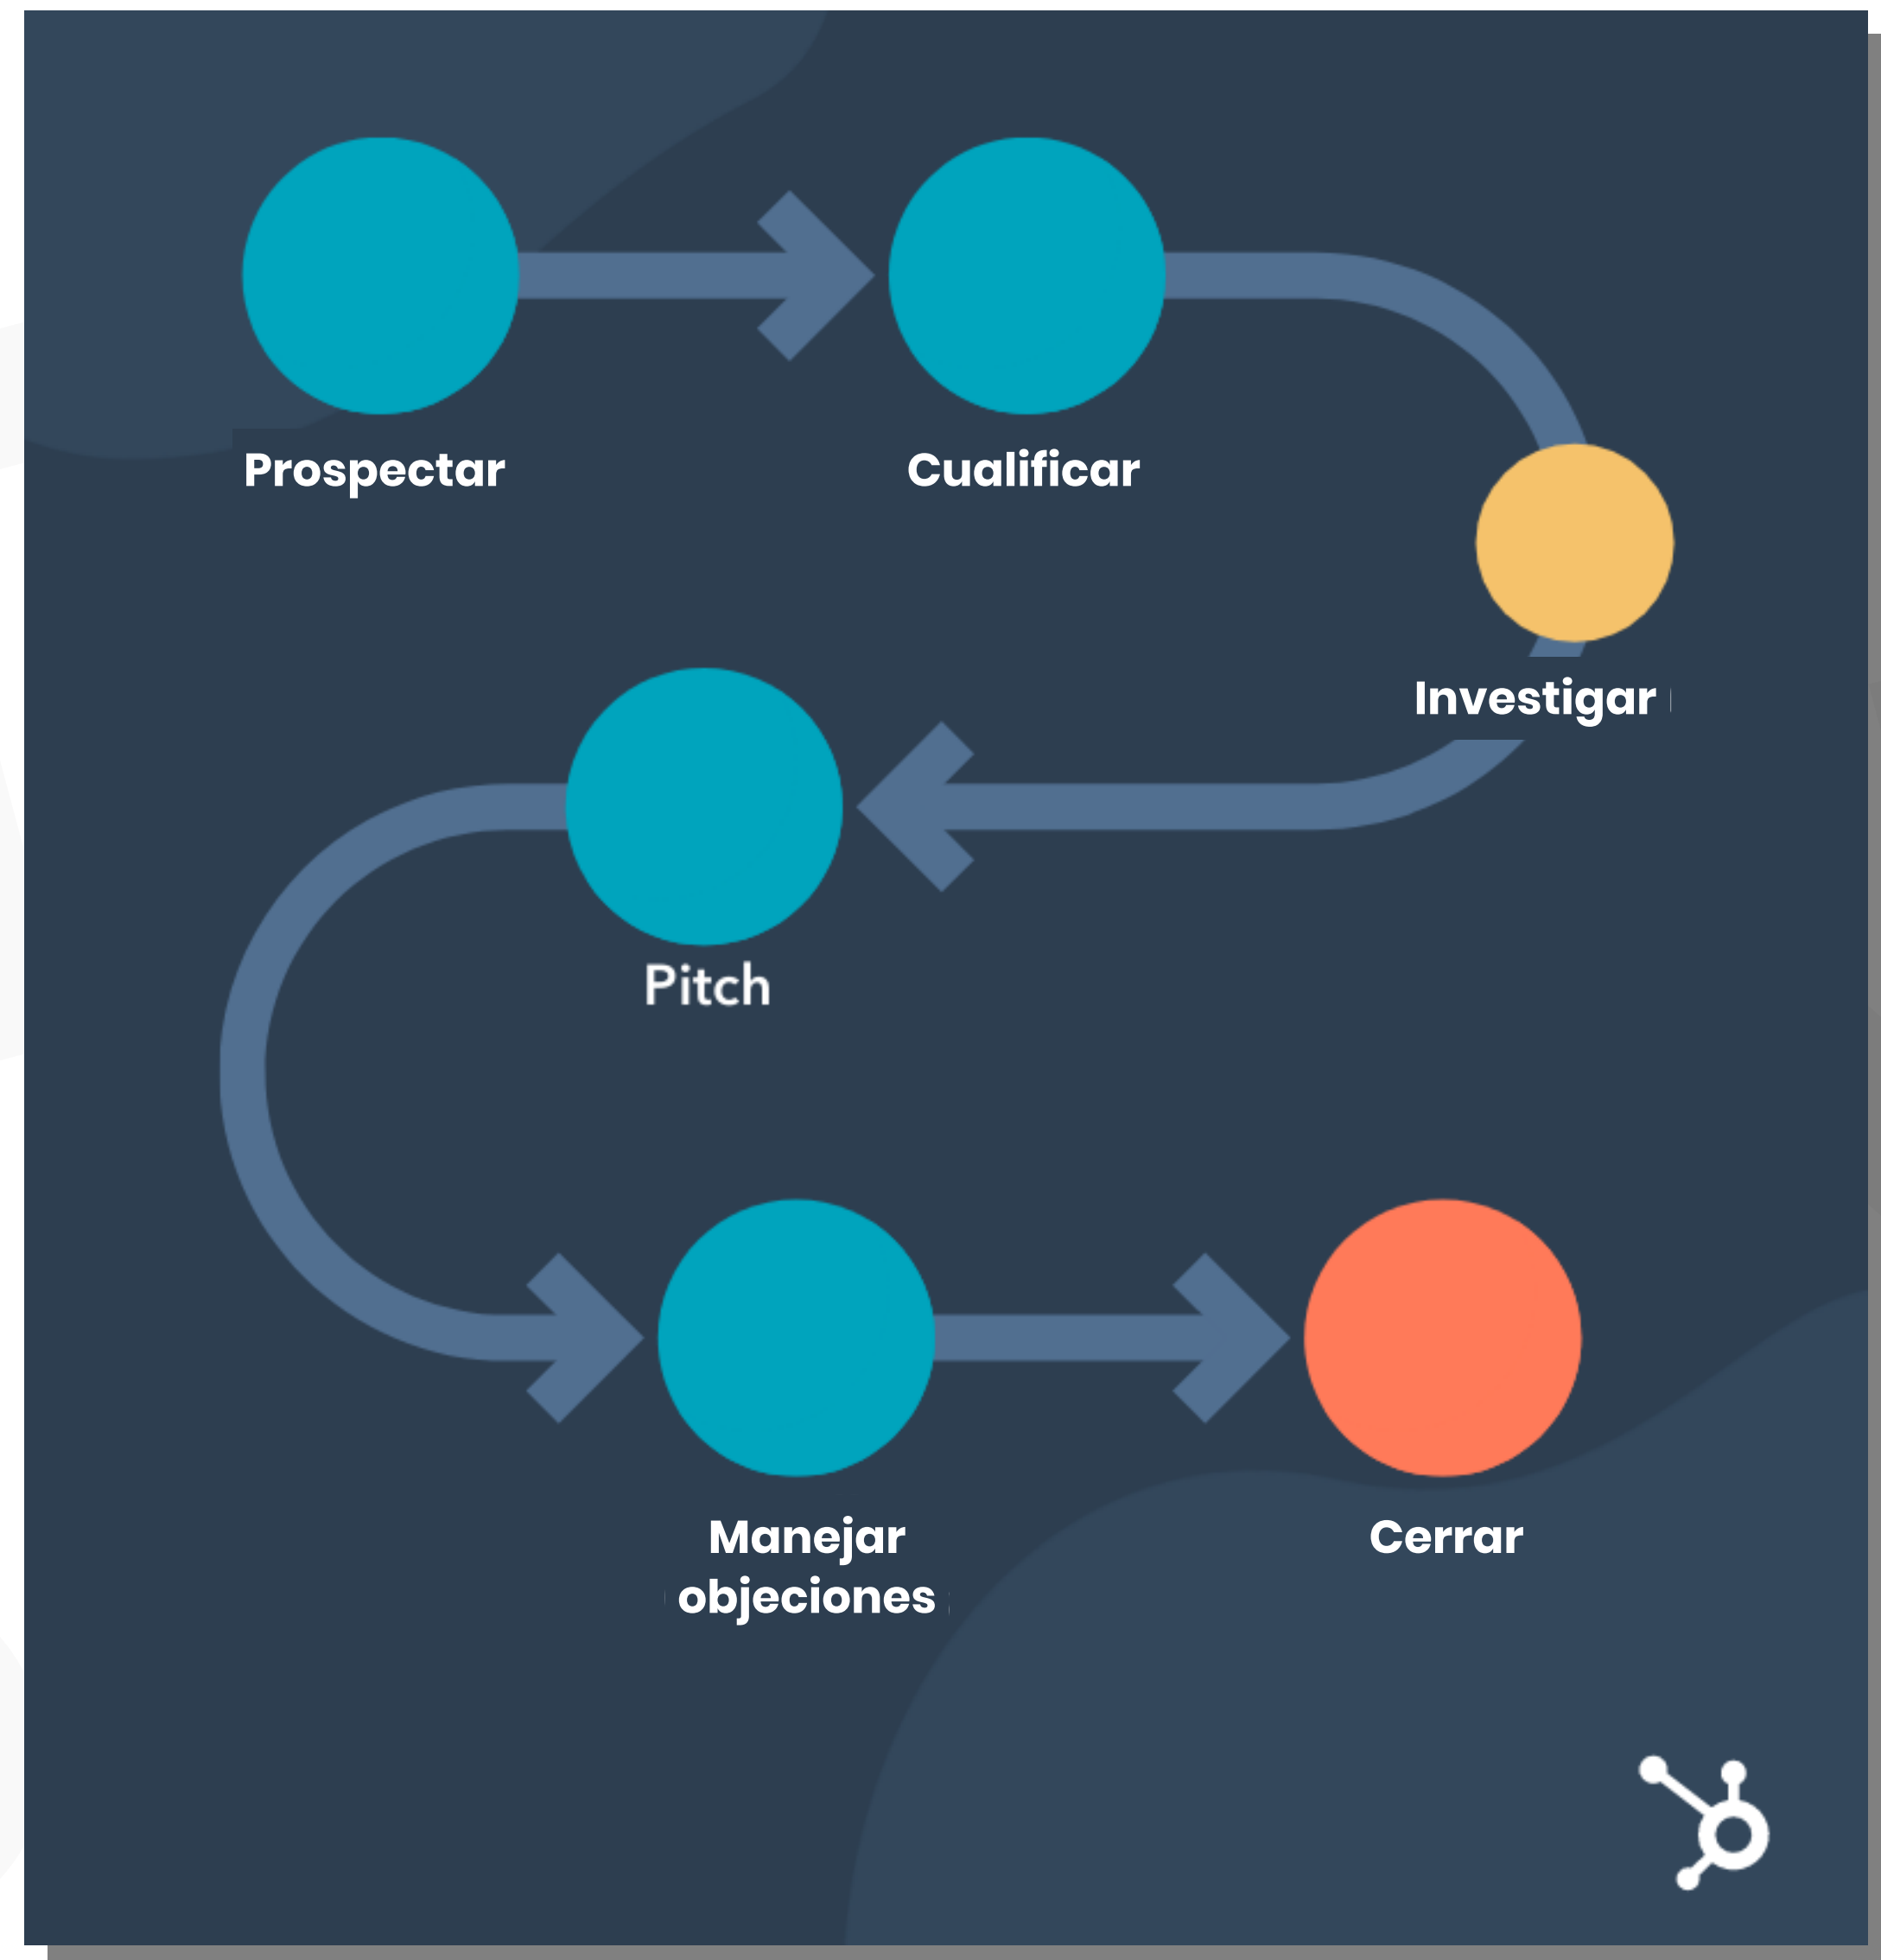 Prospectar
Cualificar
Investigar
Pitch
Manejar
objeciones
Cerrar